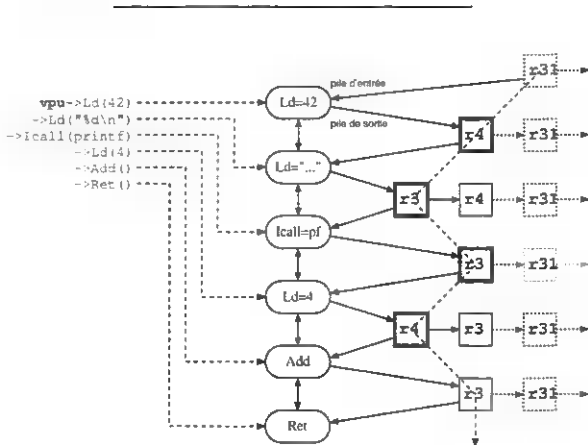 r31
pile d'entrée
vpu->Ld(42)
Ld=42
pile de sortie
->Ld("%d\n")
r4
r31
->Icall(printf)
->Ld(4)
Ld="..."
->Add()
->Ret()
r3
r4
r31
Icall=pf
r3
r31
Ld=4
r4
r3
r31
Add
r3
r31
Ret